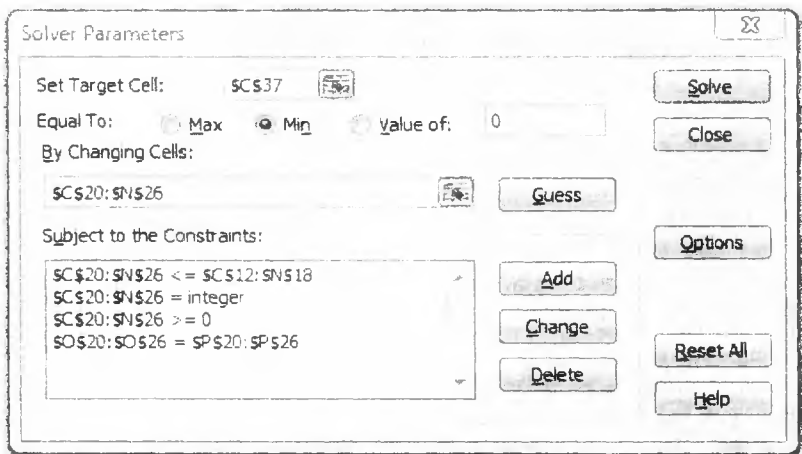 Solver Parameters
Set Target Cell: $C$37
Solve
Equal To: Max Min Value of: 0
Close
By Changing Cells:
$C$20:$N$26
Guess
Subject to the Constraints:
Options
$C$20:$N$26 <= $C$12:$N$18
$C$20:$N$26 = integer
$C$20:$N$26 >= 0
$O$20:$O$26 = $P$20:$P$26
Add
Change
Reset All
Delete
Help